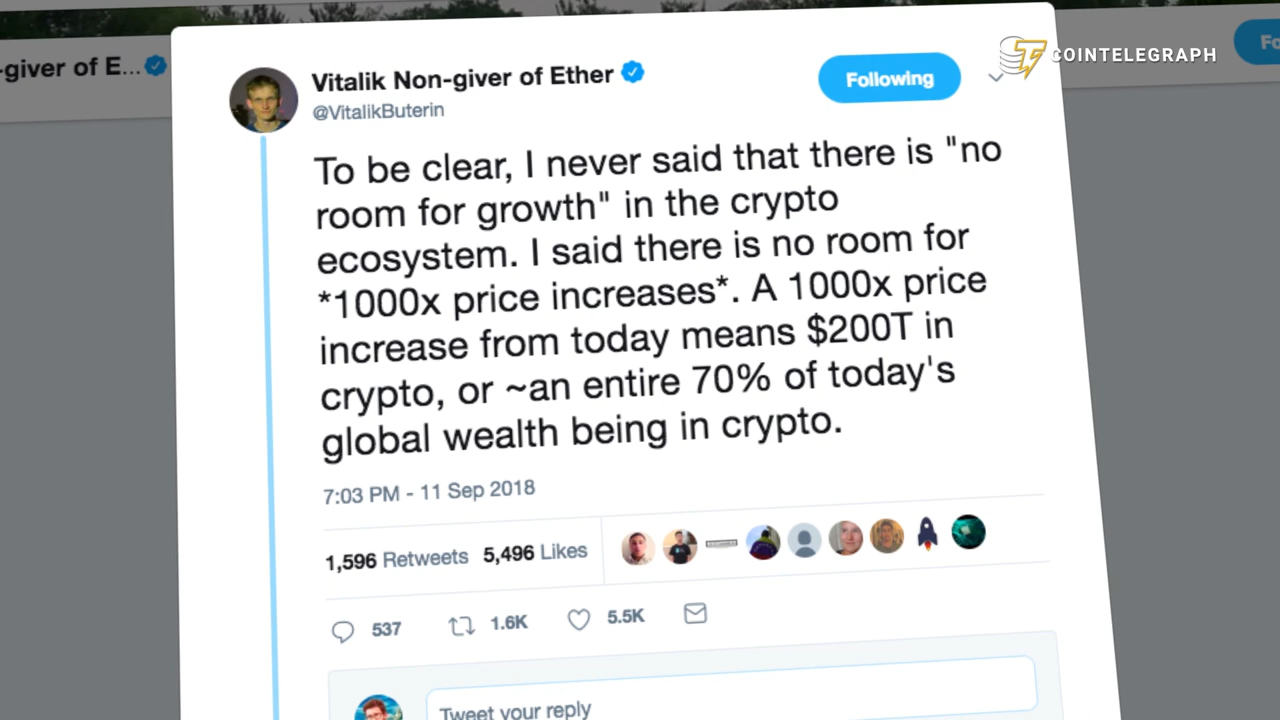 -giver of E...
COINTELEGRAPH
Fo
Vitalik Non-giver of Ether
@VitalikButerin
Following
To be clear, I never said that there is "no
room for growth" in the crypto
ecosystem. I said there is no room for
*1000x price increases*. A 1000x price
increase from today means $200T in
crypto, or ~an entire 70% of today's
global wealth being in crypto.
7:03 PM - 11 Sep 2018
1,596 Retweets 5,496 Likes
537 1.6K 5.5K
Tweet your reply